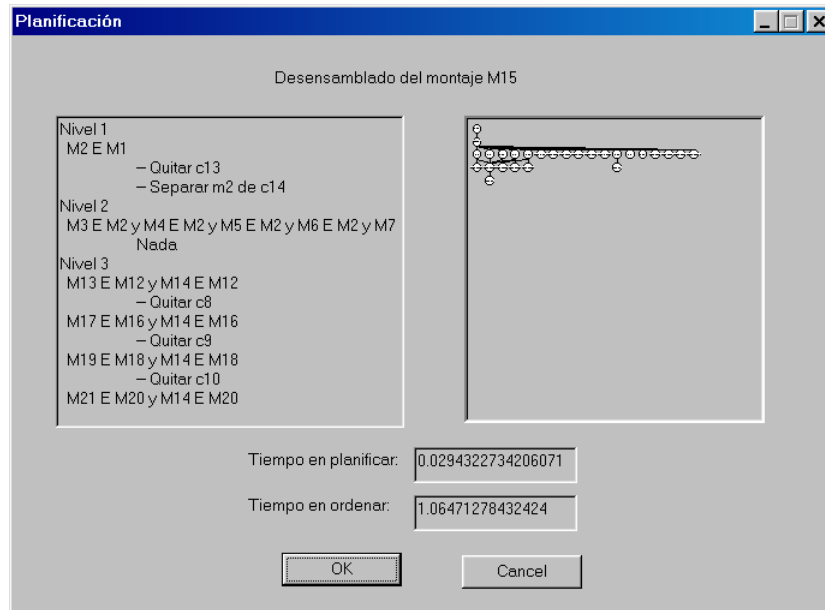 Planificación
Desensamblado del montaje M15
Nivel 1
M2 E M1
– Quitar c13
– Separar m2 de c14
Nivel 2
M3 E M2 y M4 E M2 y M5 E M2 y M6 E M2 y M7
Nada
Nivel 3
M13 E M12 y M14 E M12
– Quitar c8
M17 E M16 y M14 E M16
– Quitar c9
M19 E M18 y M14 E M18
– Quitar c10
M21 E M20 y M14 E M20
Tiempo en planificar: 0.0294322734206071
Tiempo en ordenar: 1.06471278432424
OK Cancel